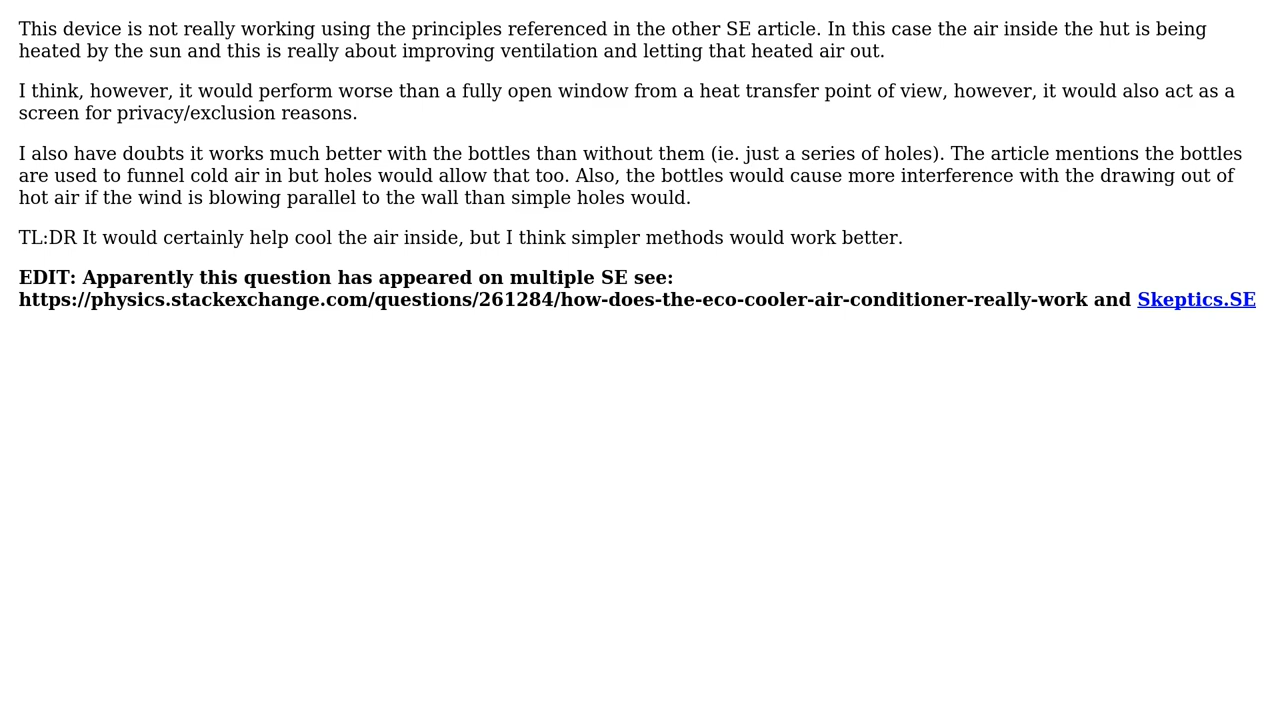 This device is not really working using the principles referenced in the other SE article. In this case the air inside the hut is being
heated by the sun and this is really about improving ventilation and letting that heated air out.
I think, however, it would perform worse than a fully open window from a heat transfer point of view, however, it would also act as a
screen for privacy/exclusion reasons.
I also have doubts it works much better with the bottles than without them (ie. just a series of holes). The article mentions the bottles
are used to funnel cold air in but holes would allow that too. Also, the bottles would cause more interference with the drawing out of
hot air if the wind is blowing parallel to the wall than simple holes would.
TL:DR It would certainly help cool the air inside, but I think simpler methods would work better.
EDIT: Apparently this question has appeared on multiple SE see:
https://physics.stackexchange.com/questions/261284/how-does-the-eco-cooler-air-conditioner-really-work and Skeptics.SE